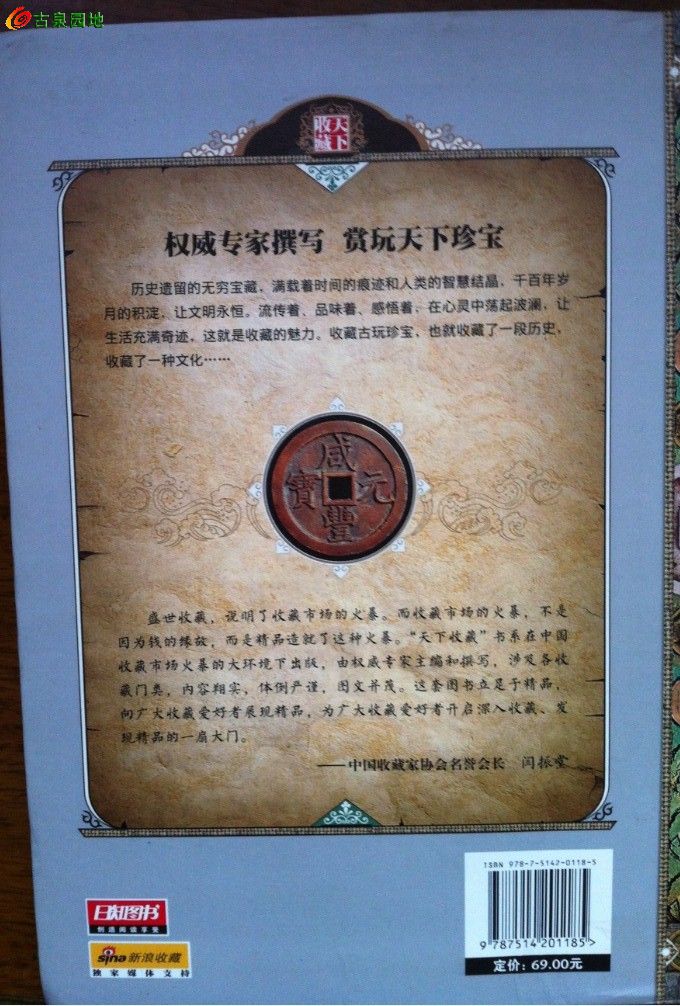 古泉园地
天下
收藏
权威专家撰写 赏玩天下珍宝
历史遗留的无穷宝藏，满载着时间的痕迹和人类的智慧结晶，千百年岁
月的积淀，让文明永恒。流传着、品味着、感悟着，在心灵中荡起波澜，让
生活充满奇迹，这就是收藏的魅力。收藏古玩珍宝，也就收藏了一段历史，
收藏了一种文化……
咸
寶 元
豐
盛世收藏，说明了收藏市场的火暴。而收藏市场的火暴，不是
因为钱的缘故，而是精品造就了这种火暴。“天下收藏”书系在中国
收藏市场火暴的大环境下出版，由权威专家主编和撰写，涉及各收
藏门类，内容翔实，体例严谨，图文并茂。这套图书立足于精品，
向广大收藏爱好者展现精品，为广大收藏爱好者开启深入收藏、发
现精品的一扇大门。
——中国收藏家协会名誉会长 闫振堂
ISBN 978-7-5142-0118-5
9 787514 201185>
定价：69.00元
日知图书
制造阅读享受
sina新浪收藏
独家媒体支持